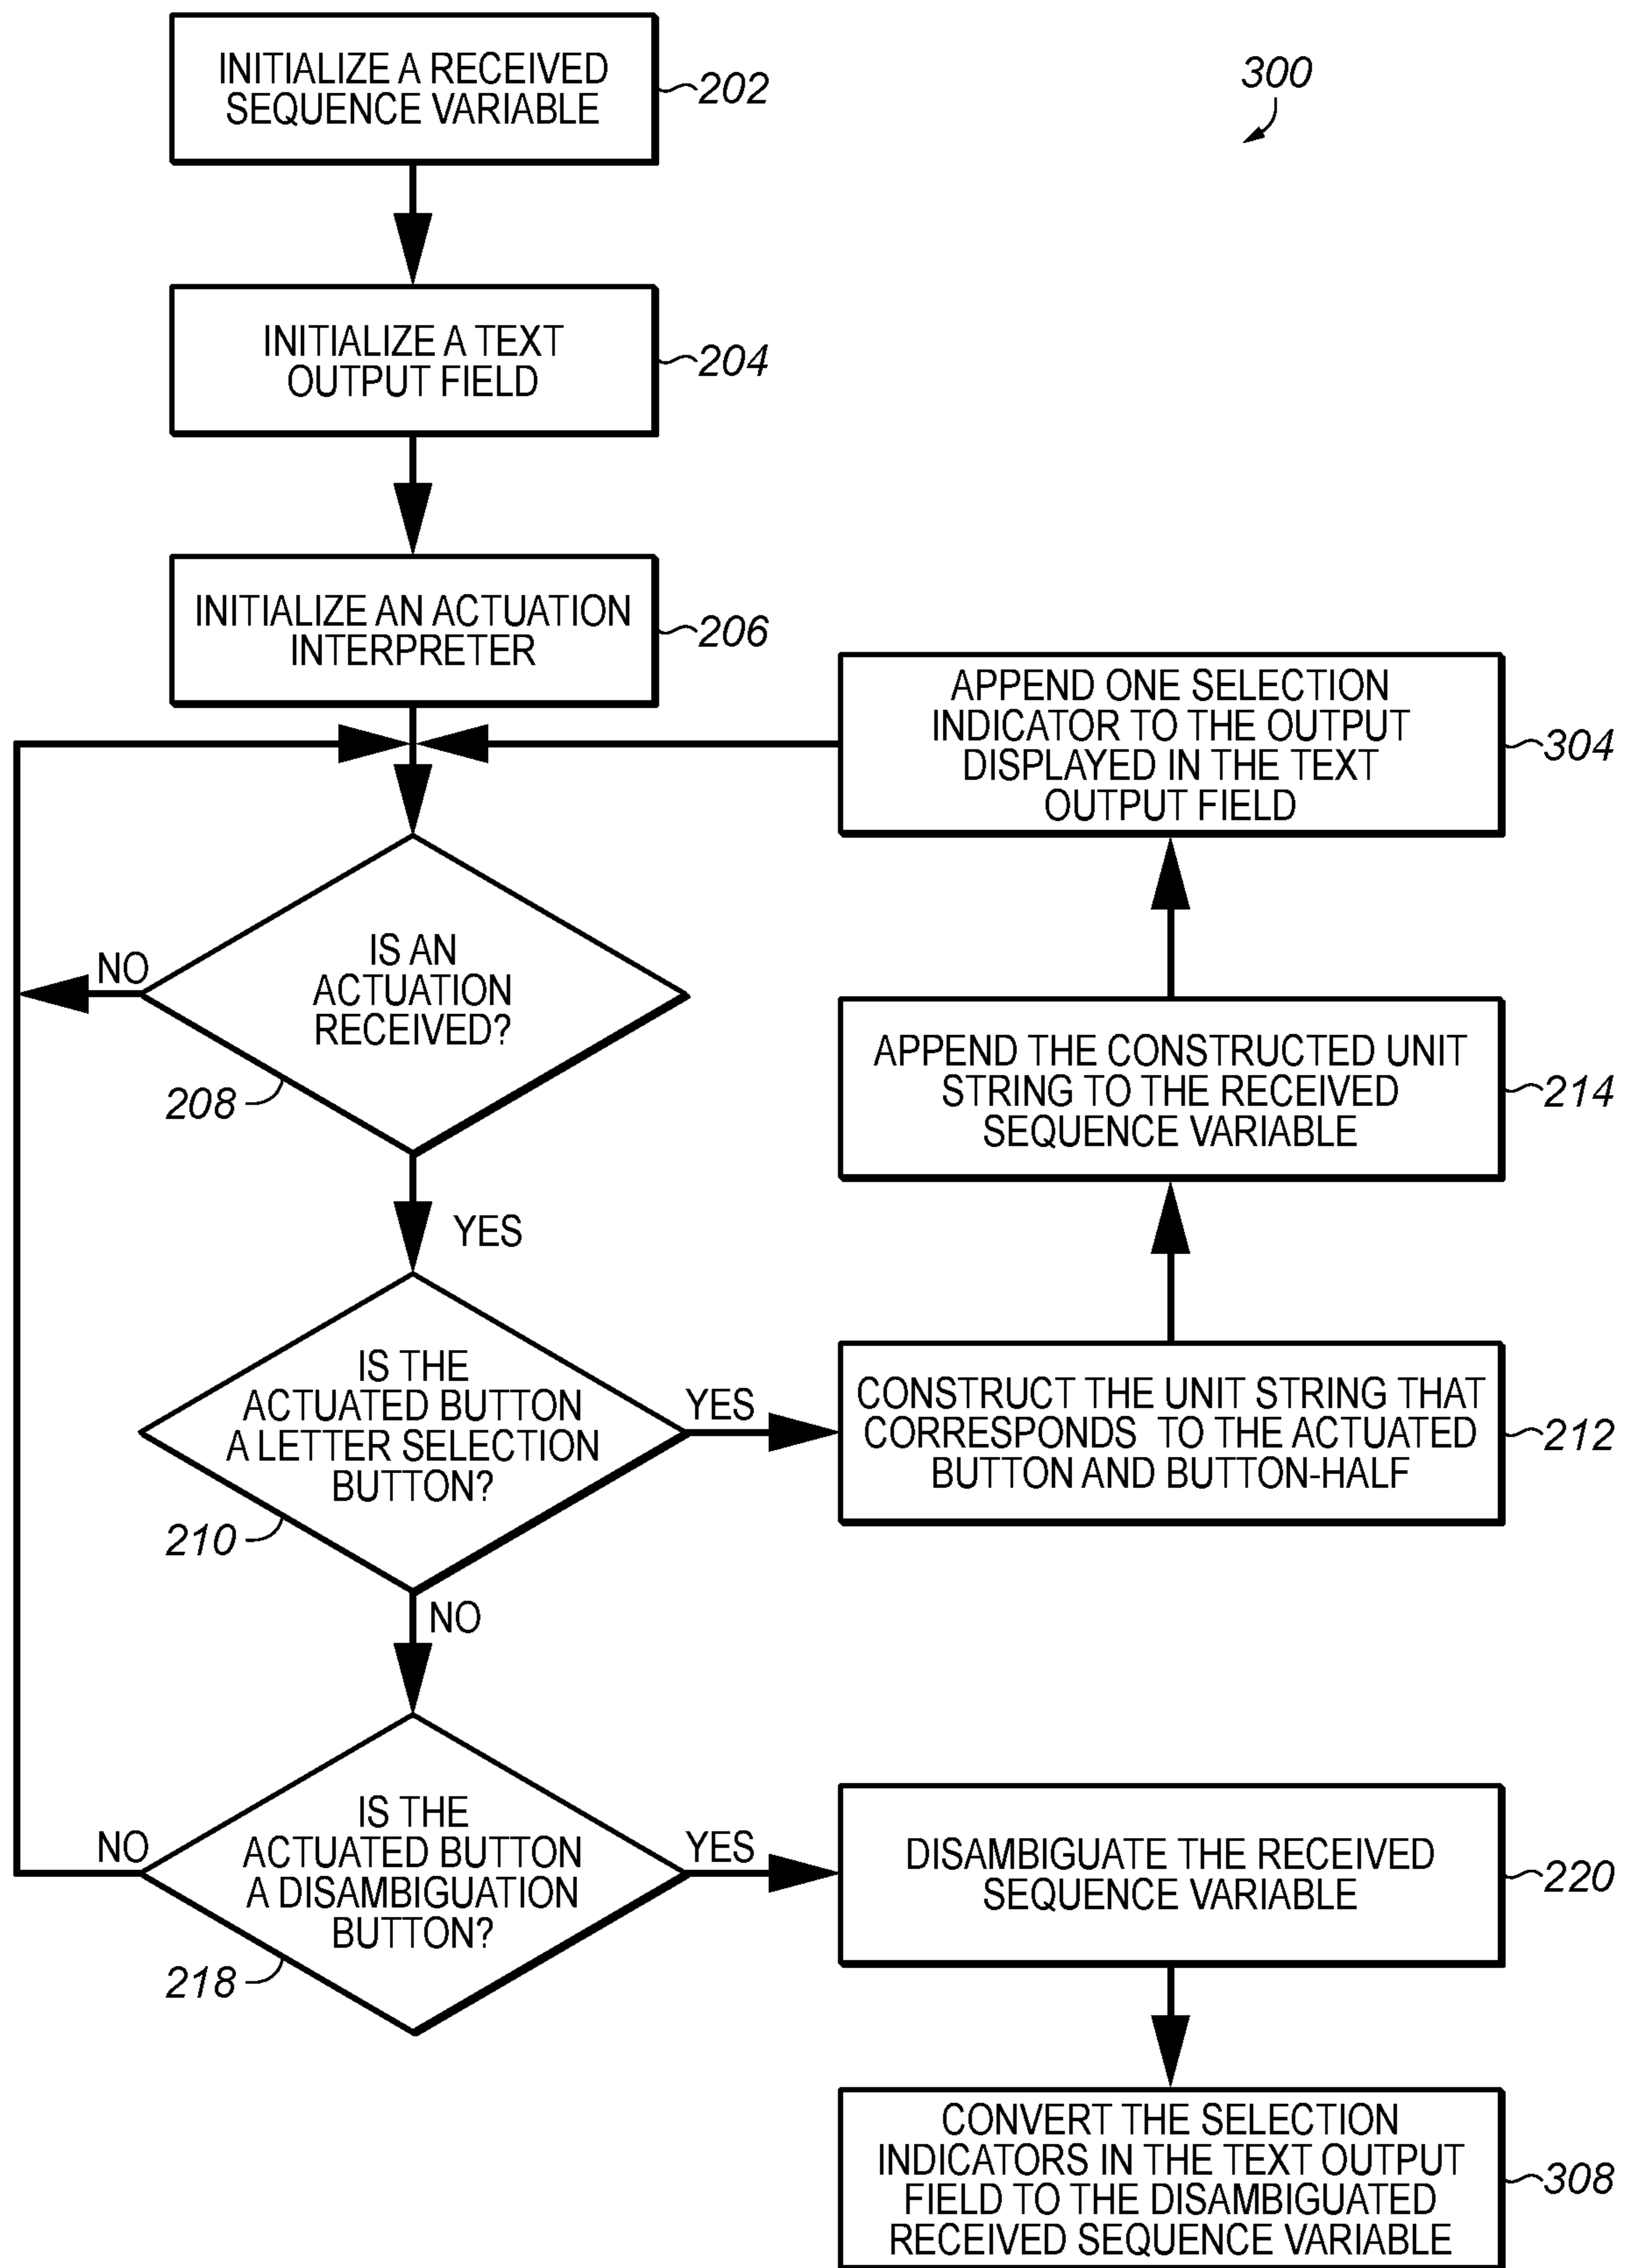 INITIALIZE A RECEIVED
SEQUENCE VARIABLE
202
300
INITIALIZE A TEXT
OUTPUT FIELD
204
INITIALIZE AN ACTUATION
INTERPRETER
206
APPEND ONE SELECTION
INDICATOR TO THE OUTPUT
DISPLAYED IN THE TEXT
OUTPUT FIELD
304
IS AN
ACTUATION
RECEIVED?
NO
208
YES
APPEND THE CONSTRUCTED UNIT
STRING TO THE RECEIVED
SEQUENCE VARIABLE
214
IS THE
ACTUATED BUTTON
A LETTER SELECTION
BUTTON?
YES
210
NO
CONSTRUCT THE UNIT STRING THAT
CORRESPONDS TO THE ACTUATED
BUTTON AND BUTTON-HALF
212
IS THE
ACTUATED BUTTON
A DISAMBIGUATION
BUTTON?
NO
YES
218
DISAMBIGUATE THE RECEIVED
SEQUENCE VARIABLE
220
CONVERT THE SELECTION
INDICATORS IN THE TEXT OUTPUT
FIELD TO THE DISAMBIGUATED
RECEIVED SEQUENCE VARIABLE
308